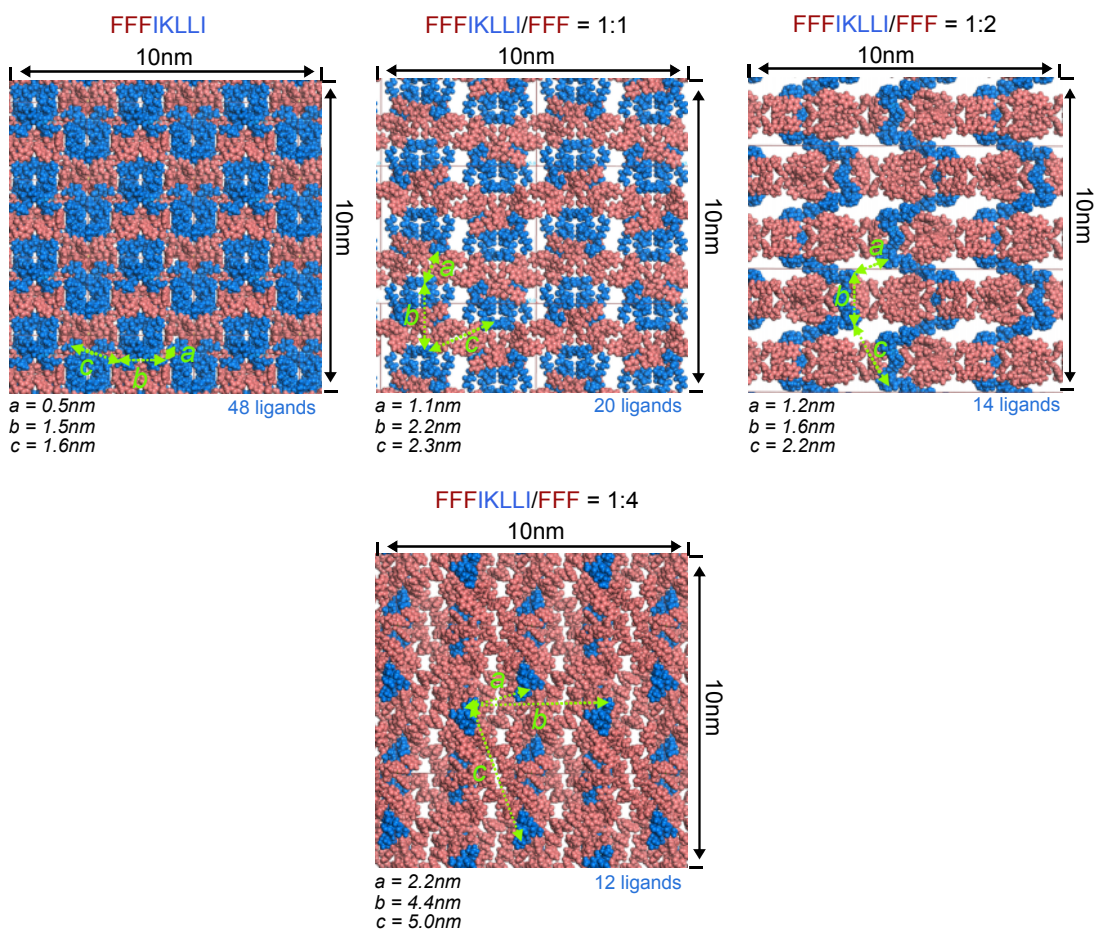 FFFIKLLI
10nm
10nm
a
b
c
a = 0.5nm
b = 1.5nm
c = 1.6nm
48 ligands
FFFIKLLI/FFF = 1:1
10nm
10nm
a
b
c
a = 1.1nm
b = 2.2nm
c = 2.3nm
20 ligands
FFFIKLLI/FFF = 1:2
10nm
10nm
a
b
c
a = 1.2nm
b = 1.6nm
c = 2.2nm
14 ligands
FFFIKLLI/FFF = 1:4
10nm
10nm
a
b
c
a = 2.2nm
b = 4.4nm
c = 5.0nm
12 ligands